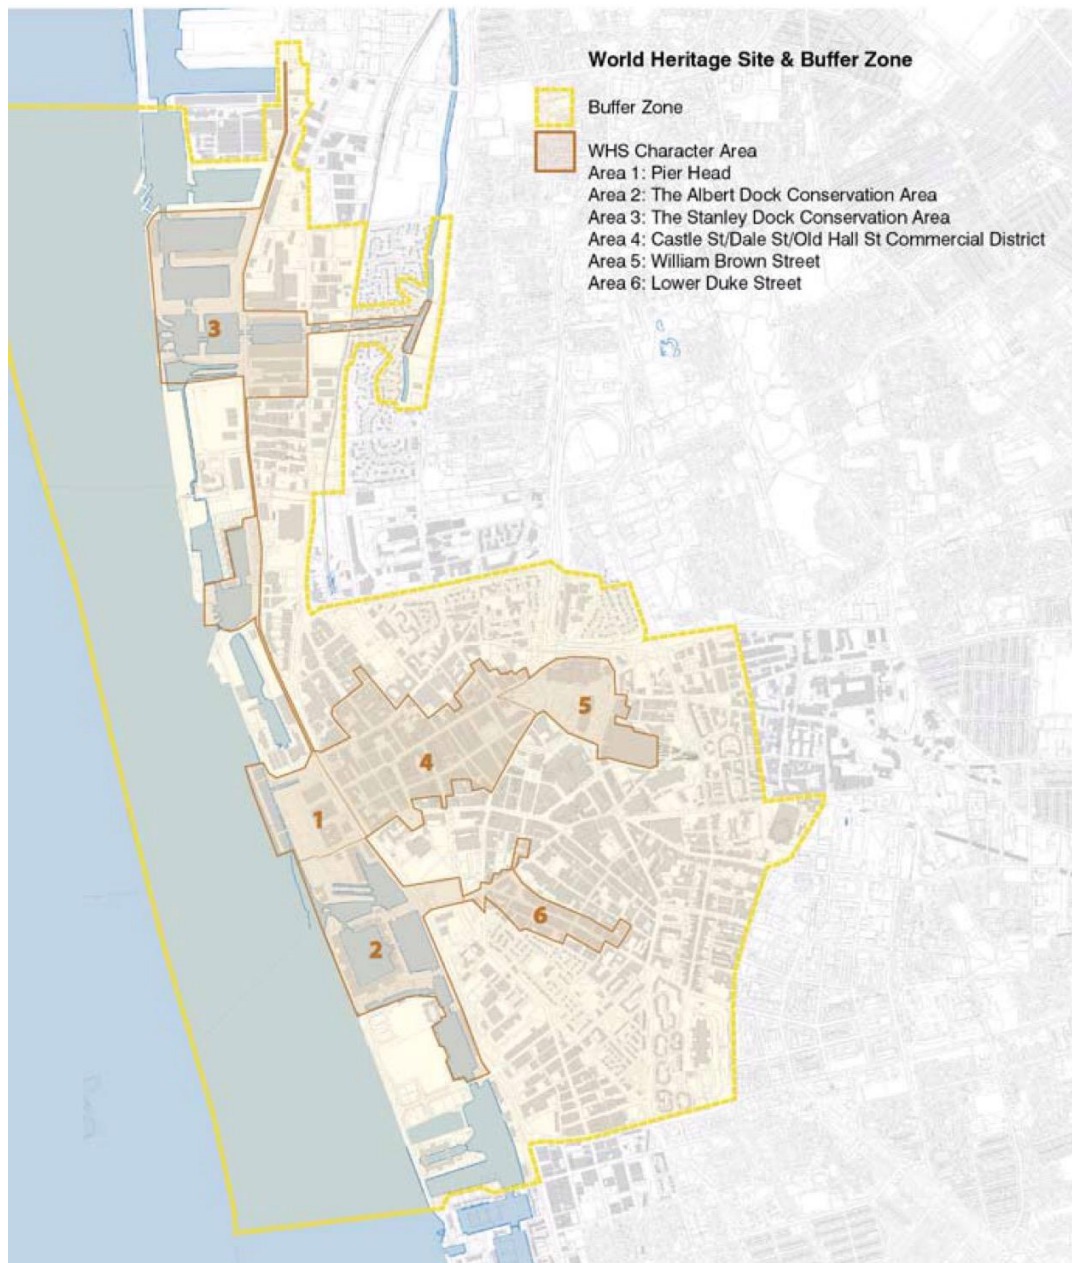 World Heritage Site & Buffer Zone
Buffer Zone
WHS Character Area
Area 1: Pier Head
Area 2: The Albert Dock Conservation Area
Area 3: The Stanley Dock Conservation Area
Area 4: Castle St/Dale St/Old Hall St Commercial District
Area 5: William Brown Street
Area 6: Lower Duke Street
3
5
4
1
6
2